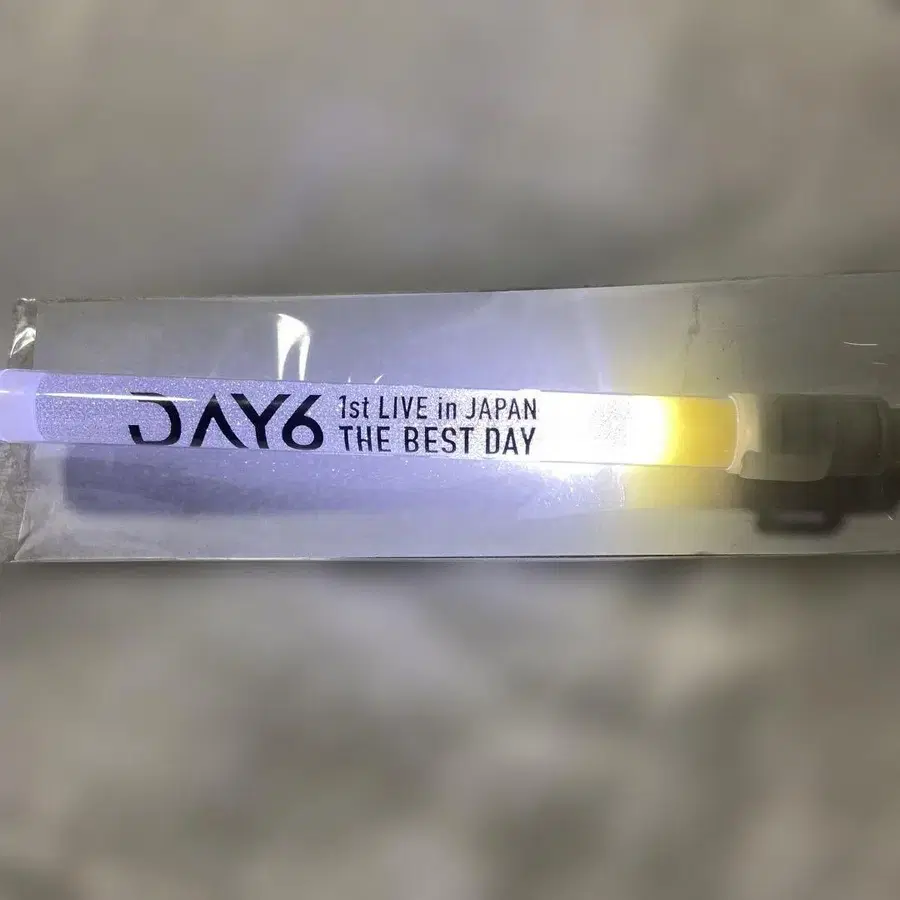 DAY6
1st LIVE in JAPAN
THE BEST DAY